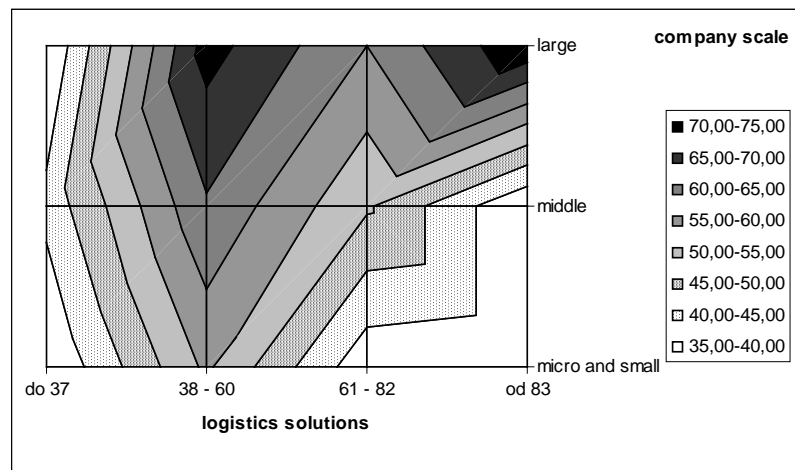 large
company scale
70,00-75,00
65,00-70,00
60,00-65,00
55,00-60,00
50,00-55,00
45,00-50,00
40,00-45,00
35,00-40,00
middle
micro and small
do 37
38 - 60
61 - 82
od 83
logistics solutions